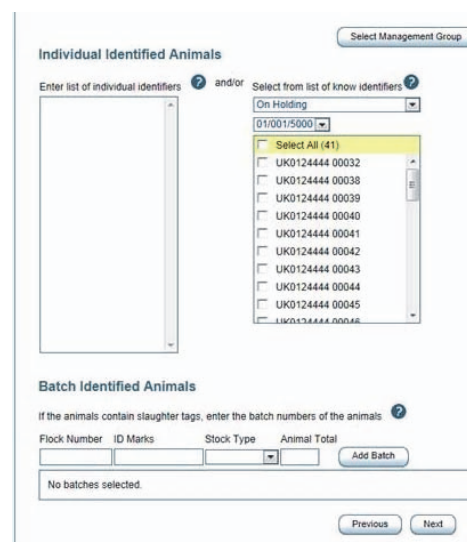 Select Management Group
Individual Identified Animals
Enter list of individual identifiers ? and/or Select from list of know identifiers ?
On Holding
01/001/5000
Select All (41)
UK0124444 00032
UK0124444 00038
UK0124444 00039
UK0124444 00040
UK0124444 00041
UK0124444 00042
UK0124444 00043
UK0124444 00044
UK0124444 00045
UK0124444 00046
Batch Identified Animals
If the animals contain slaughter tags, enter the batch numbers of the animals ?
Flock Number ID Marks Stock Type Animal Total
Add Batch
No batches selected.
Previous Next